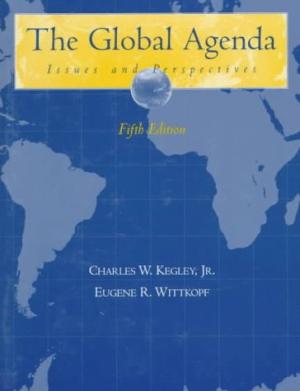 The Global Agenda
Issues and Perspectives
Fifth Edition
CHARLES W. KEGLEY, JR.
EUGENE R. WITTKOPF